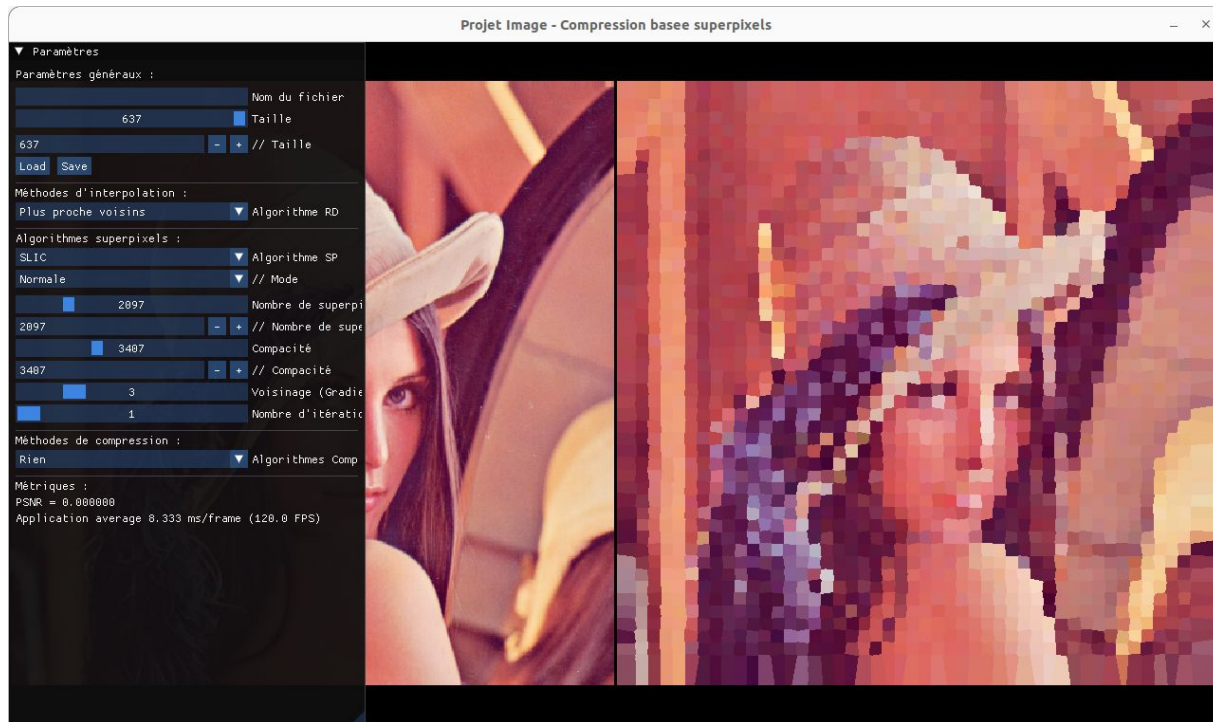 Projet Image - Compression basee superpixels
Paramètres
Paramètres généraux :
Nom du fichier
637 Taille
637 - + // Taille
Load Save
Méthodes d'interpolation :
Plus proche voisins Algorithme RD
Algorithmes superpixels :
SLIC Algorithme SP
Normale // Mode
2097 Nombre de superpi
2097 - + // Nombre de supe
3407 Compacité
3407 - + // Compacité
3 Voisinage (Gradie
1 Nombre d'itératic
Méthodes de compression :
Rien Algorithmes Comp
Métriques :
PSNR = 0.000000
Application average 8.333 ms/frame (120.0 FPS)